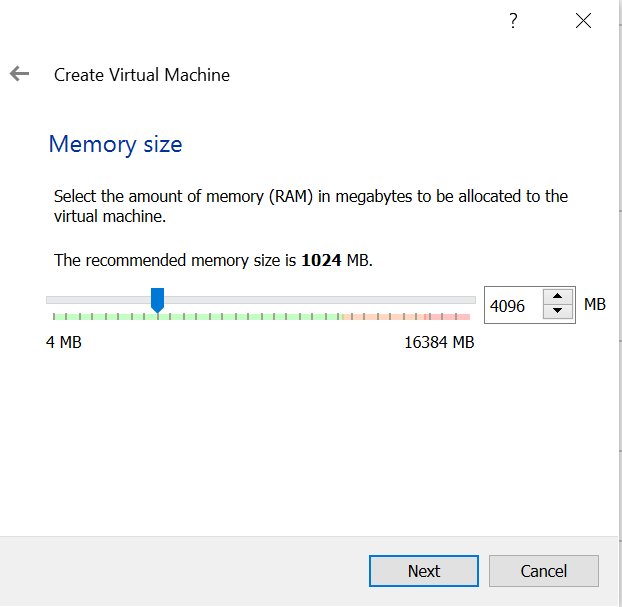 ?
Create Virtual Machine
Memory size
Select the amount of memory (RAM) in megabytes to be allocated to the
virtual machine.
The recommended memory size is 1024 MB.
4096 MB
4 MB 16384 MB
Next Cancel